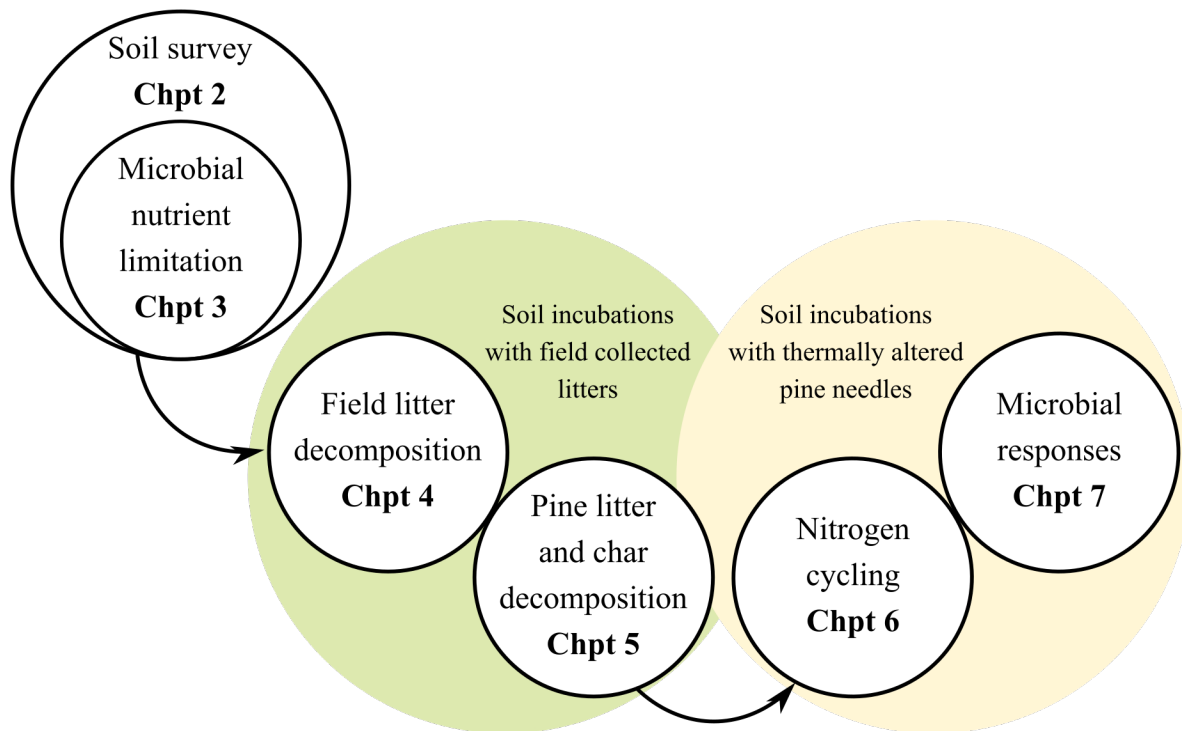 Soil survey
Chpt 2
Microbial
nutrient
limitation
Chpt 3
Soil incubations
with field collected
litters
Field litter
decomposition
Chpt 4
Pine litter
and char
decomposition
Chpt 5
Soil incubations
with thermally altered
pine needles
Nitrogen
cycling
Chpt 6
Microbial
responses
Chpt 7